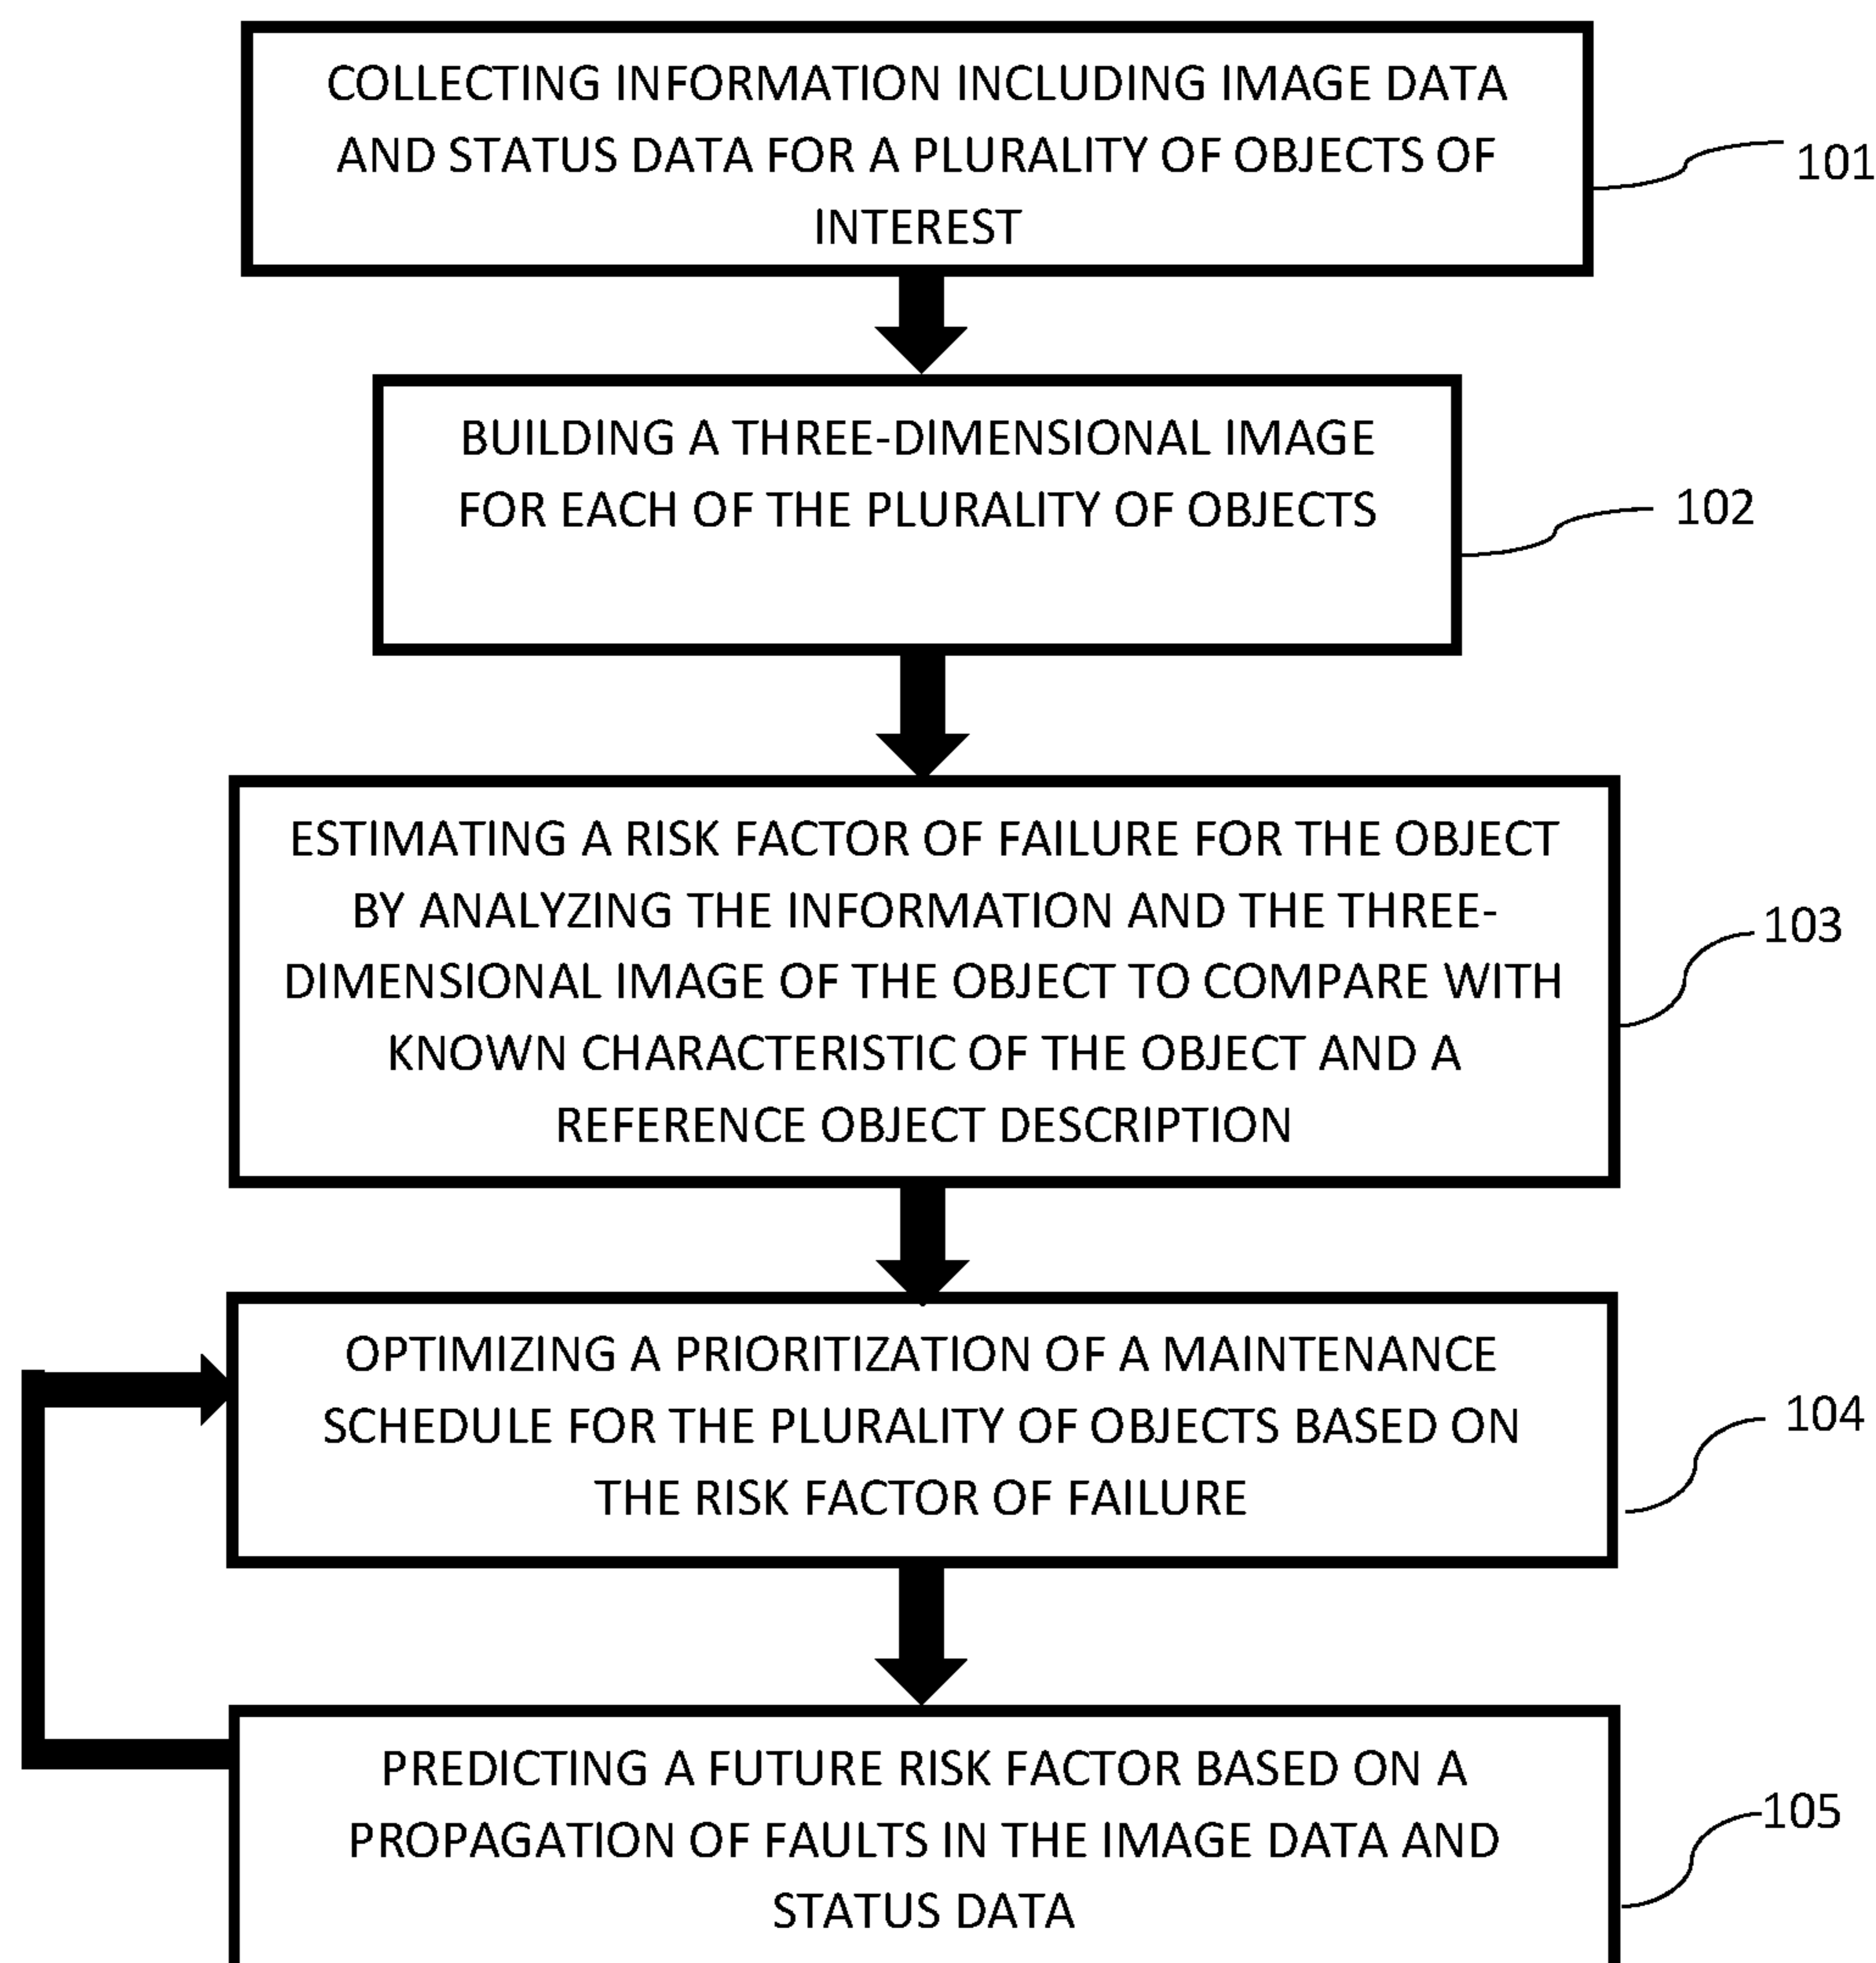 COLLECTING INFORMATION INCLUDING IMAGE DATA
AND STATUS DATA FOR A PLURALITY OF OBJECTS OF
INTEREST
101
BUILDING A THREE-DIMENSIONAL IMAGE
FOR EACH OF THE PLURALITY OF OBJECTS
102
ESTIMATING A RISK FACTOR OF FAILURE FOR THE OBJECT
BY ANALYZING THE INFORMATION AND THE THREE-
DIMENSIONAL IMAGE OF THE OBJECT TO COMPARE WITH
KNOWN CHARACTERISTIC OF THE OBJECT AND A
REFERENCE OBJECT DESCRIPTION
103
OPTIMIZING A PRIORITIZATION OF A MAINTENANCE
SCHEDULE FOR THE PLURALITY OF OBJECTS BASED ON
THE RISK FACTOR OF FAILURE
104
PREDICTING A FUTURE RISK FACTOR BASED ON A
PROPAGATION OF FAULTS IN THE IMAGE DATA AND
STATUS DATA
105